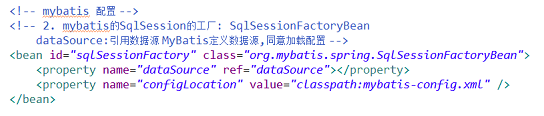 <!-- mybatis 配置 -->
<!-- 2. mybatis的SqlSession的工厂: SqlSessionFactoryBean
dataSource:引用数据源 MyBatis定义数据源,同意加载配置 -->
<bean id="sqlSessionFactory" class="org.mybatis.spring.SqlSessionFactoryBean">
<property name="dataSource" ref="dataSource"></property>
<property name="configLocation" value="classpath:mybatis-config.xml" />
</bean>